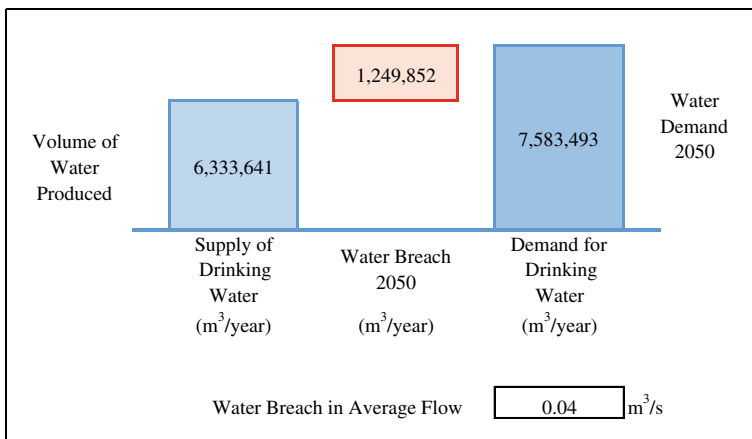 1,249,852
Water
Demand
2050
7,583,493
Volume of
Water
Produced
6,333,641
Supply of
Drinking
Water
(m³/year)
Water Breach
2050
(m³/year)
Demand for
Drinking
Water
(m³/year)
Water Breach in Average Flow 0.04 m³/s